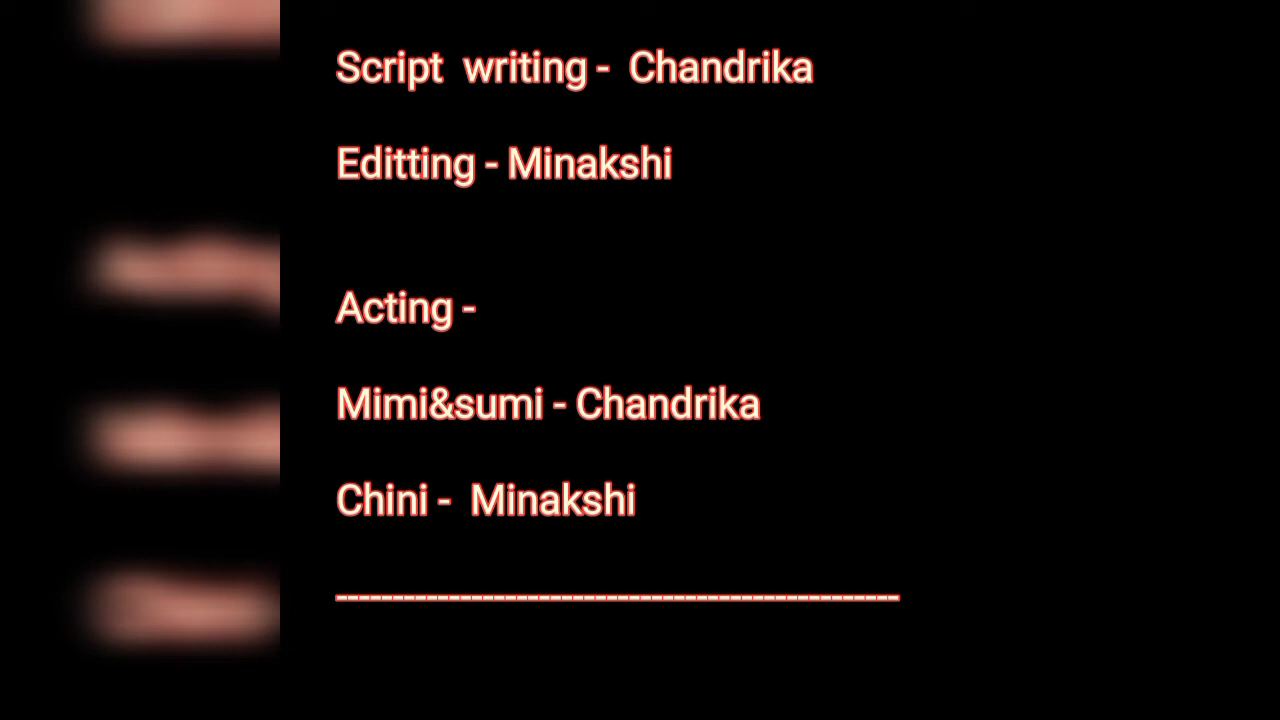 Script  writing -  Chandrika
Editting - Minakshi
Acting -
Mimi&sumi - Chandrika
Chini -  Minakshi
--------------------------------------------------